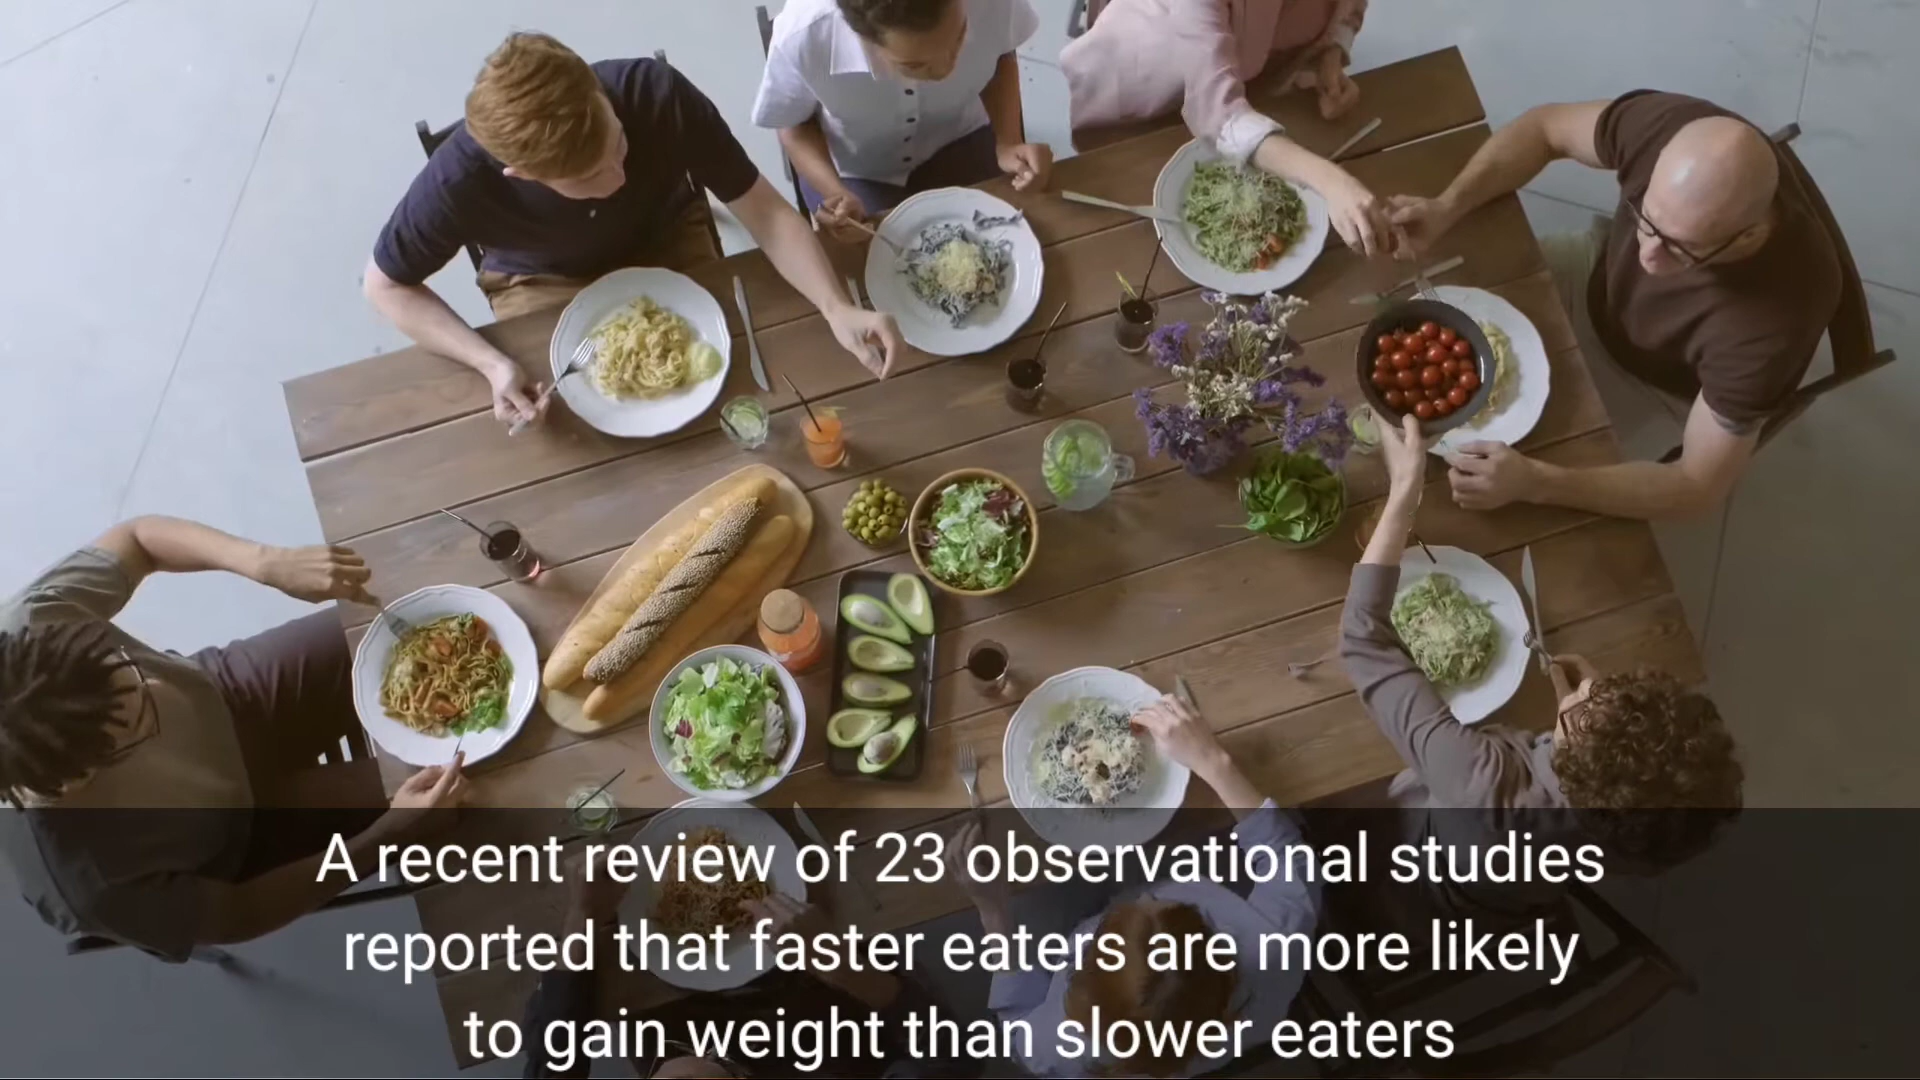 A recent review of 23 observational studies
reported that faster eaters are more likely
to gain weight than slower eaters